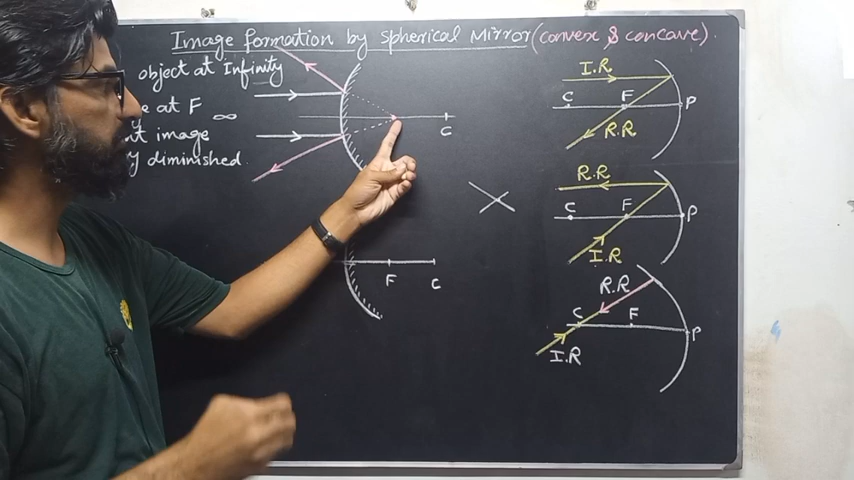 Image formation by spherical Mirror (convex & concave).
object at Infinity
at F ∞
image
diminished.
C
F C
I.R
C F P
R.R
R.R
C F P
I.R
R.R
C F P
I.R